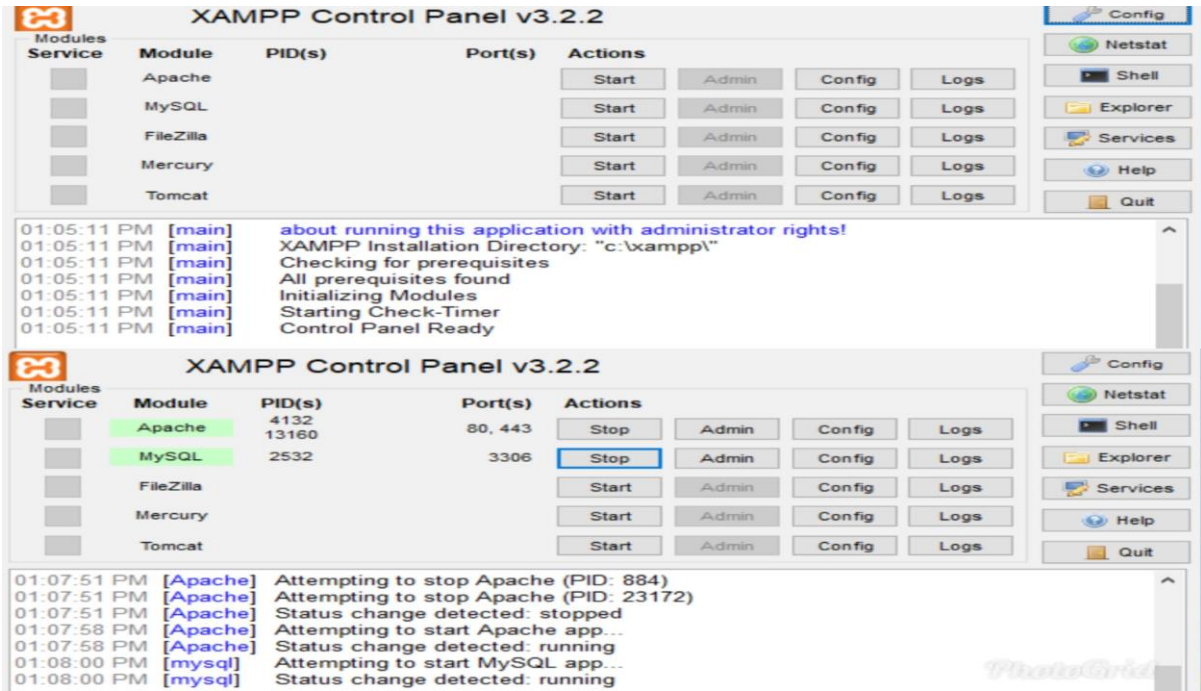 XAMPP Control Panel v3.2.2 Config
Modules Netstat
Service Module PID(s) Port(s) Actions
Apache Start Admin Config Logs Shell
MySQL Start Admin Config Logs Explorer
FileZilla Start Admin Config Logs Services
Mercury Start Admin Config Logs Help
Tomcat Start Admin Config Logs Quit
01:05:11 PM [main] about running this application with administrator rights!
01:05:11 PM [main] XAMPP Installation Directory: "c:\xampp\"
01:05:11 PM [main] Checking for prerequisites
01:05:11 PM [main] All prerequisites found
01:05:11 PM [main] Initializing Modules
01:05:11 PM [main] Starting Check-Timer
01:05:11 PM [main] Control Panel Ready
XAMPP Control Panel v3.2.2 Config
Modules Netstat
Service Module PID(s) Port(s) Actions
Apache 4132 13160 80, 443 Stop Admin Config Logs Shell
MySQL 2532 3306 Stop Admin Config Logs Explorer
FileZilla Start Admin Config Logs Services
Mercury Start Admin Config Logs Help
Tomcat Start Admin Config Logs Quit
01:07:51 PM [Apache] Attempting to stop Apache (PID: 884)
01:07:51 PM [Apache] Attempting to stop Apache (PID: 23172)
01:07:51 PM [Apache] Status change detected: stopped
01:07:58 PM [Apache] Attempting to start Apache app...
01:07:58 PM [Apache] Status change detected: running
01:08:00 PM [mysql] Attempting to start MySQL app...
01:08:00 PM [mysql] Status change detected: running
PhotoGrid